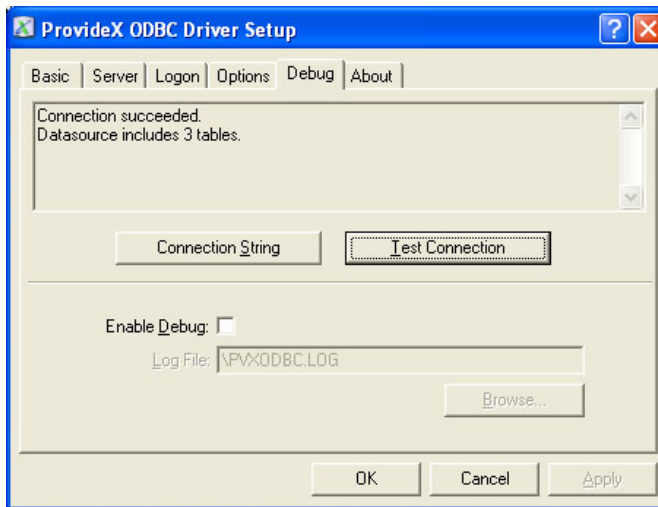 ProvideX ODBC Driver Setup
Basic Server Logon Options Debug About
Connection succeeded.
Datasource includes 3 tables.
Connection String Test Connection
Enable Debug:
Log File: \PVXODBC.LOG
Browse...
OK Cancel Apply